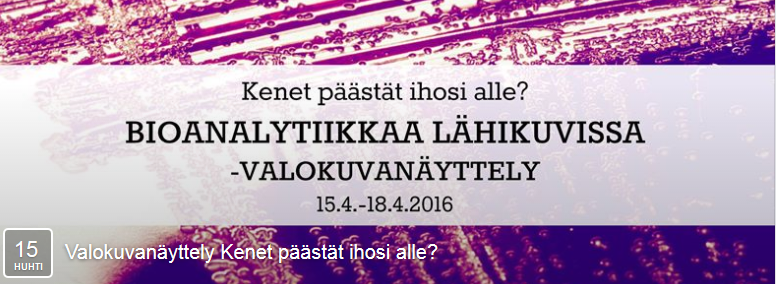 Kenet päästät ihosi alle?
BIOANALYTIIKKAA LÄHIKUVISSA
-VALOKUVANÄYTTELY
15.4.-18.4.2016
15
HUHTI
Valokuvanäyttely Kenet päästät ihosi alle?